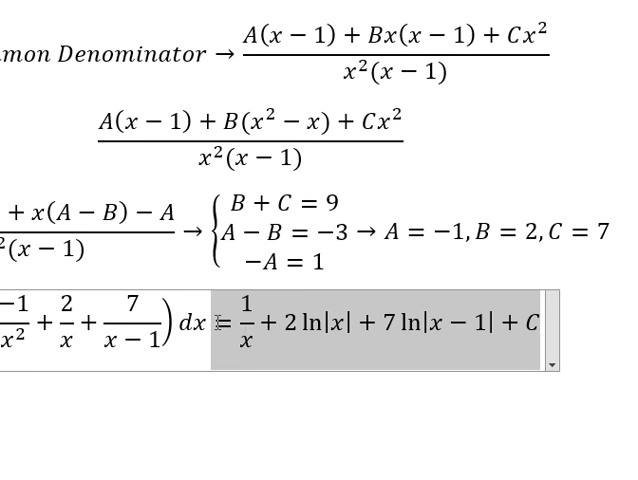 mon Denominator → A(x − 1) + Bx(x − 1) + Cx² / x²(x − 1)
A(x − 1) + B(x² − x) + Cx² / x²(x − 1)
+ x(A − B) − A / ²(x − 1) → { B + C = 9
A − B = −3 → A = −1, B = 2, C = 7
−A = 1
−1 / x² + 2 / x + 7 / x − 1) dx = 1 / x + 2 ln|x| + 7 ln|x − 1| + C